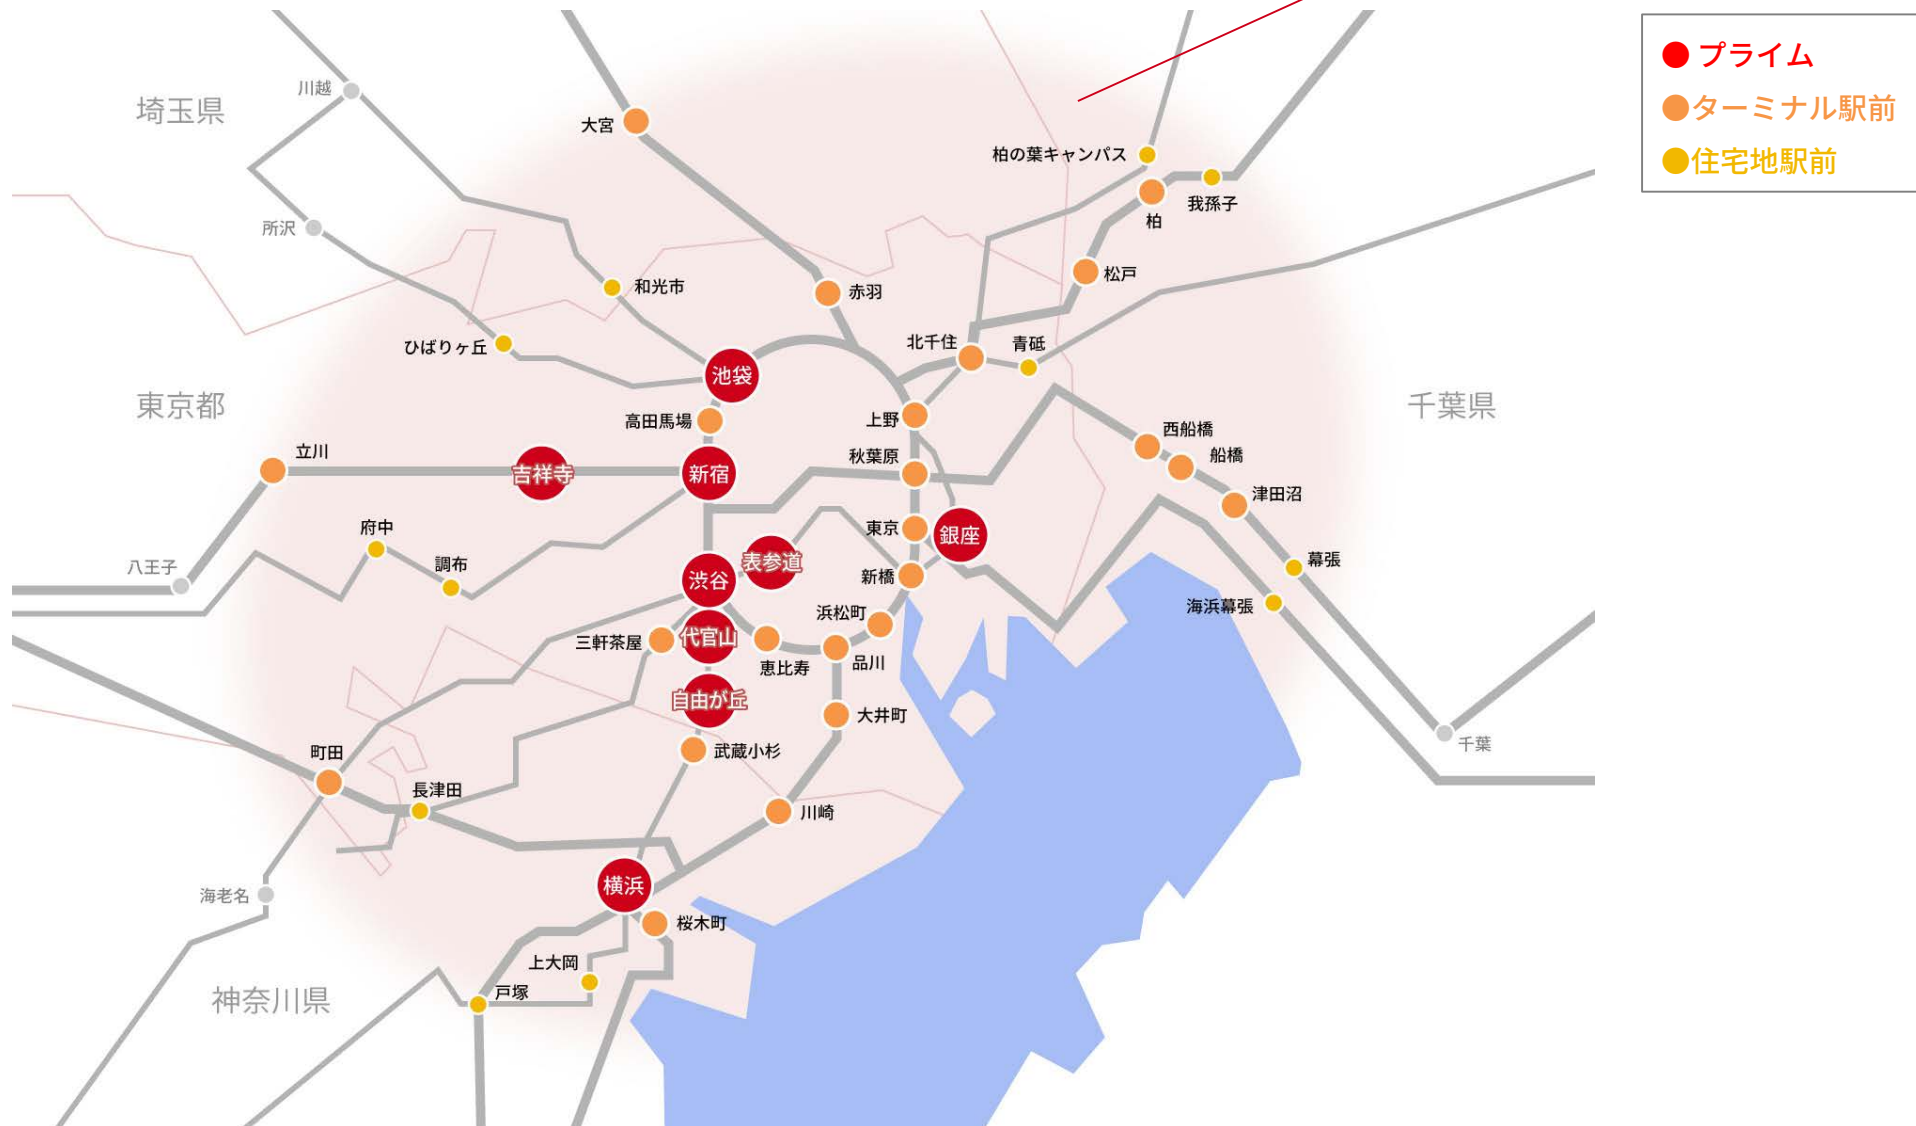 プライム
ターミナル駅前
住宅地駅前
川越
埼玉県
大宮
柏の葉キャンパス
我孫子
柏
所沢
松戸
和光市
赤羽
北千住
青砥
ひばりヶ丘
池袋
東京都
千葉県
高田馬場
上野
西船橋
船橋
立川
秋葉原
吉祥寺
新宿
津田沼
府中
東京
銀座
調布
表参道
幕張
八王子
渋谷
新橋
海浜幕張
浜松町
三軒茶屋
代官山
恵比寿
品川
自由が丘
大井町
武蔵小杉
千葉
町田
長津田
川崎
横浜
海老名
桜木町
上大岡
戸塚
神奈川県